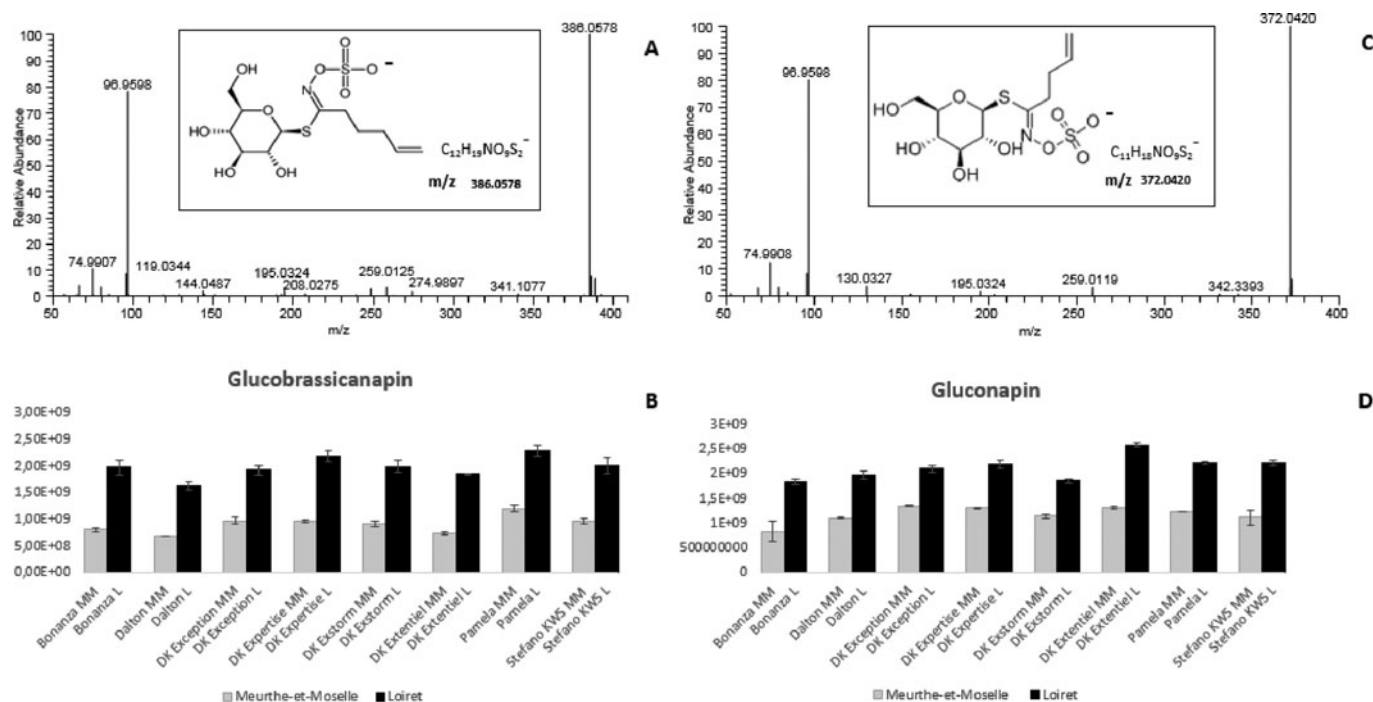 A
Relative Abundance
100
90
80
70
60
50
40
30
20
10
0
386.0578
96.9598
74.9907
119.0344
144.0487
195.0324
208.0275
259.0125
274.9897
341.1077
OH
O
O
S
O
−
N
O
HO
S
HO
OH
OH
C12H19NO9S2−
m/z 386.0578
50 100 150 200 250 300 350 400
m/z
C
Relative Abundance
100
90
80
70
60
50
40
30
20
10
0
372.0420
96.9598
74.9908
130.0327
195.0324
259.0119
342.3393
HO
O
S
O
O
−
N
S
O
O
HO
OH
OH
C11H18NO9S2−
m/z 372.0420
50 100 150 200 250 300 350 400
m/z
Glucobrassicanapin
B
3,00E+09
2,50E+09
2,00E+09
1,50E+09
1,00E+09
5,00E+08
0,00E+00
Bonanza MM
Bonanza L
Dalton MM
Dalton L
DK Exception MM
DK Exception L
DK Expertise MM
DK Expertise L
DK Exstorm MM
DK Exstorm L
DK Extentiel MM
DK Extentiel L
Pamela MM
Pamela L
Stefano KWS MM
Stefano KWS L
Meurthe-et-Moselle Loiret
Gluconapin
D
3E+09
2,5E+09
2E+09
1,5E+09
1E+09
500000000
0
Bonanza MM
Bonanza L
Dalton MM
Dalton L
DK Exception MM
DK Exception L
DK Expertise MM
DK Expertise L
DK Exstorm MM
DK Exstorm L
DK Extentiel MM
DK Extentiel L
Pamela MM
Pamela L
Stefano KWS MM
Stefano KWS L
Meurthe-et-Moselle Loiret